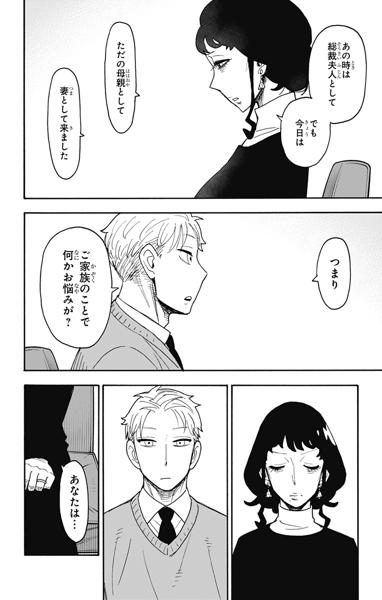 あの時は
総裁夫人として
でも
今日は
ただの母親として
妻として来ました
つまり
ご家族のことで
何かお悩みが？
あなたは…